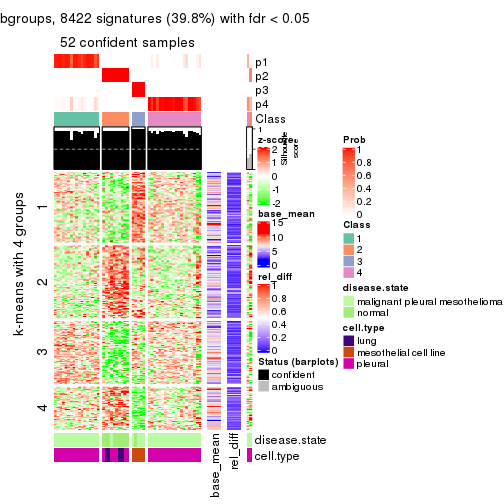 bgroups, 8422 signatures (39.8%) with fdr < 0.05
52 confident samples
p1
p2
p3
p4
Class
1
Silhouette
score
k-means with 4 groups
1
2
3
4
disease.state
cell.type
base_mean
rel_diff
z-score
2
1
0
-1
-2
base_mean
15
10
5
0
rel_diff
1
0.8
0.6
0.4
0.2
0
Status (barplots)
confident
ambiguous
Prob
1
0.8
0.6
0.4
0.2
0
Class
1
2
3
4
disease.state
malignant pleural mesothelioma
normal
cell.type
lung
mesothelial cell line
pleural